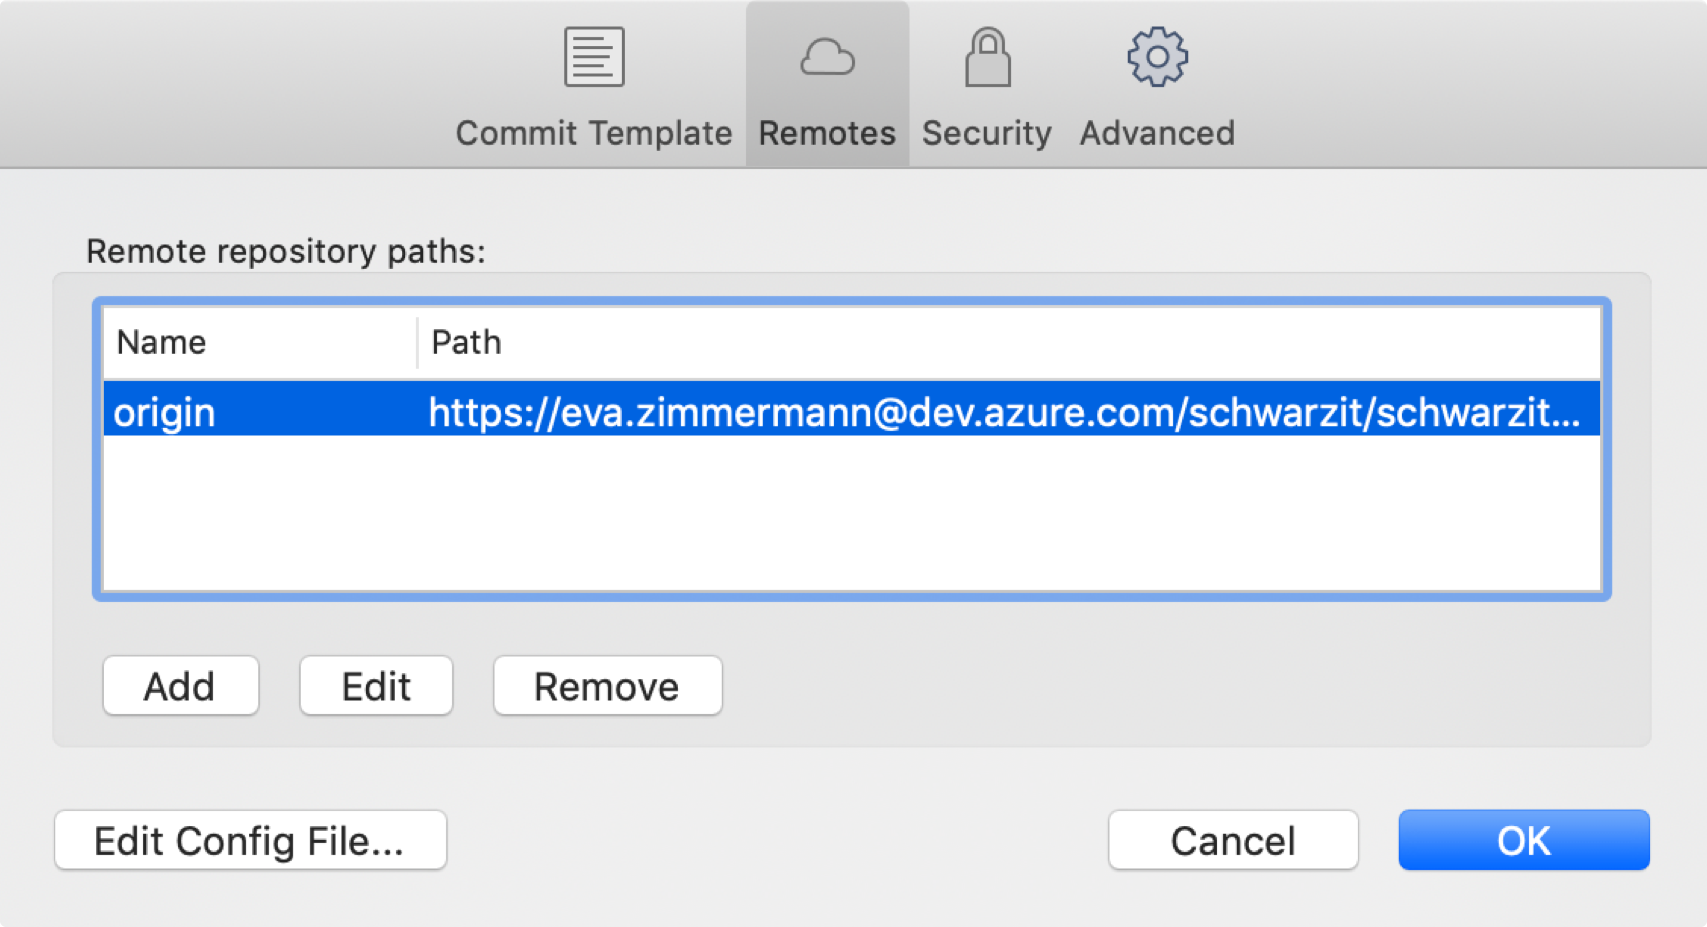 Commit Template Remotes Security Advanced
Remote repository paths:
Name Path
origin https://eva.zimmermann@dev.azure.com/schwarzit/schwarzit...
Add Edit Remove
Edit Config File... Cancel OK